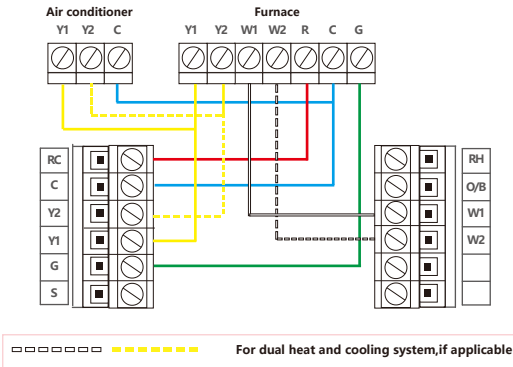 Air conditioner Furnace
Y1 Y2 C Y1 Y2 W1 W2 R C G
RC RH
C O/B
Y2 W1
Y1 W2
G
S
For dual heat and cooling system,if applicable